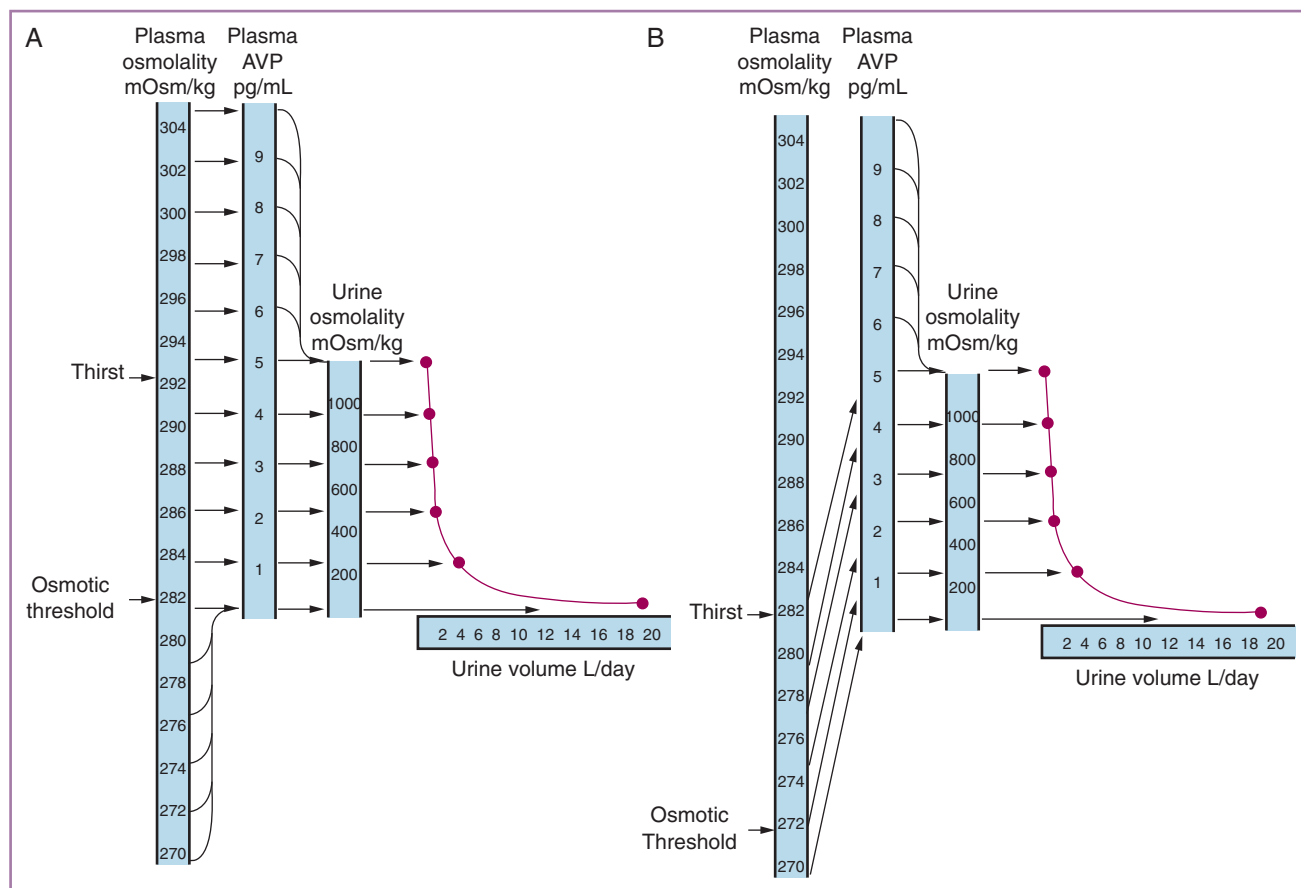 A
Plasma
osmolality
mOsm/kg
Plasma
AVP
pg/mL
304
302
300
298
296
294
292
290
288
286
284
282
280
278
276
274
272
270
9
8
7
6
5
4
3
2
1
Thirst
Osmotic
threshold
Urine
osmolality
mOsm/kg
1000
800
600
400
200
2 4 6 8 10 12 14 16 18 20
Urine volume L/day
B
Plasma
osmolality
mOsm/kg
Plasma
AVP
pg/mL
304
302
300
298
296
294
292
290
288
286
284
282
280
278
276
274
272
270
9
8
7
6
5
4
3
2
1
Thirst
Osmotic
Threshold
Urine
osmolality
mOsm/kg
1000
800
600
400
200
2 4 6 8 10 12 14 16 18 20
Urine volume L/day